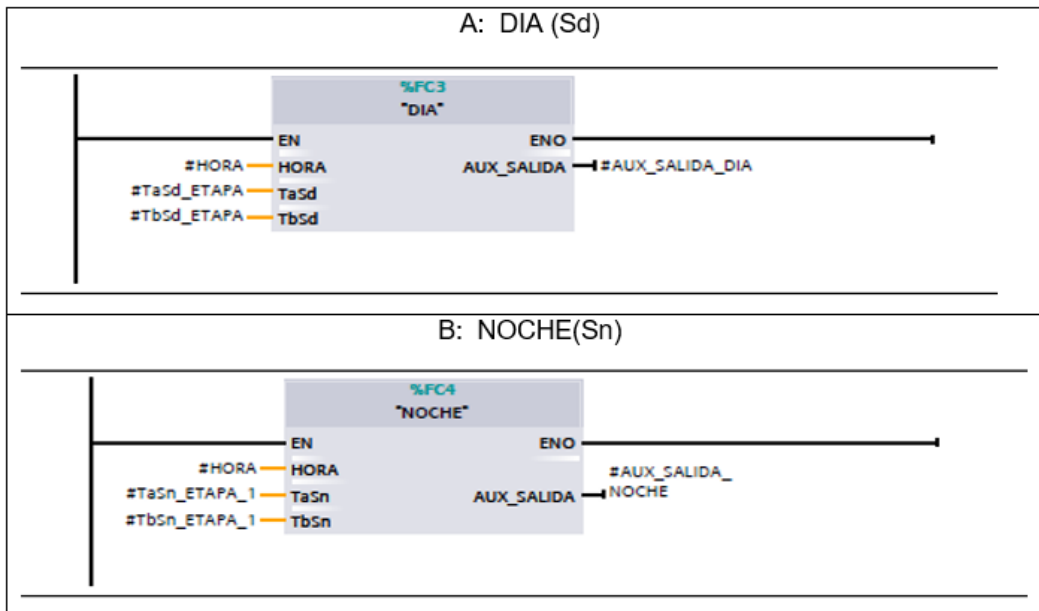 A: DIA (Sd)
%FC3
"DIA"
EN ENO
#HORA HORA AUX_SALIDA #AUX_SALIDA_DIA
#TaSd_ETAPA TaSd
#TbSd_ETAPA TbSd
B: NOCHE(Sn)
%FC4
"NOCHE"
EN ENO
#HORA HORA #AUX_SALIDA_
#TaSn_ETAPA_1 TaSn AUX_SALIDA NOCHE
#TbSn_ETAPA_1 TbSn